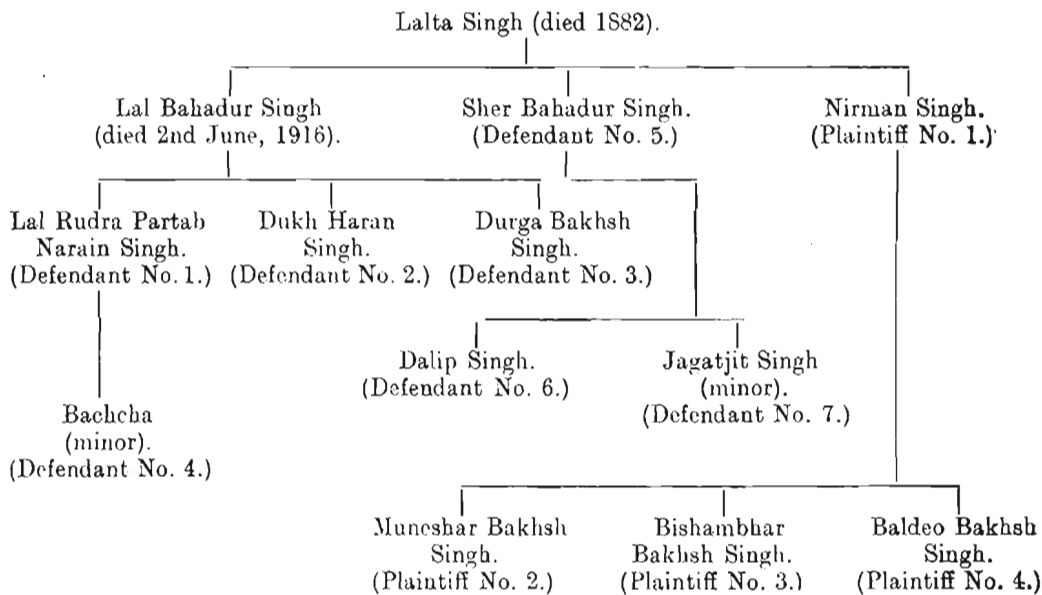 Lalta Singh (died 1882).
Lal Bahadur Singh
(died 2nd June, 1916).
Sher Bahadur Singh.
(Defendant No. 5.)
Nirman Singh.
(Plaintiff No. 1.)
Lal Rudra Partab
Narain Singh.
(Defendant No. 1.)
Dukh Haran
Singh.
(Defendant No. 2.)
Durga Bakhsh
Singh.
(Defendant No. 3.)
Dalip Singh.
(Defendant No. 6.)
Jagatjit Singh
(minor).
(Defendant No. 7.)
Bachcha
(minor).
(Defendant No. 4.)
Muneshar Bakhsh
Singh.
(Plaintiff No. 2.)
Bishambhar
Bakhsh Singh.
(Plaintiff No. 3.)
Baldeo Bakhsh
Singh.
(Plaintiff No. 4.)